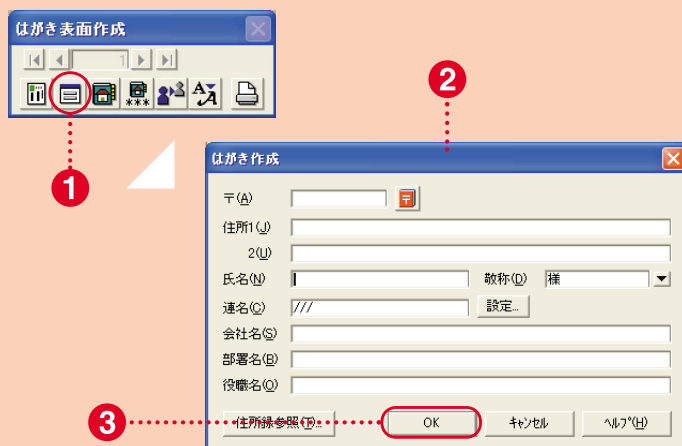 はがき表面作成
1
***
AA
1
2
はがき作成
〒(A)
〒
住所1(J)
2(U)
氏名(N)
敬称(D) 様
連名(C) ///
設定...
会社名(S)
部署名(B)
役職名(O)
3
住所録参照(T)...
OK
キャンセル
ヘルプ(H)